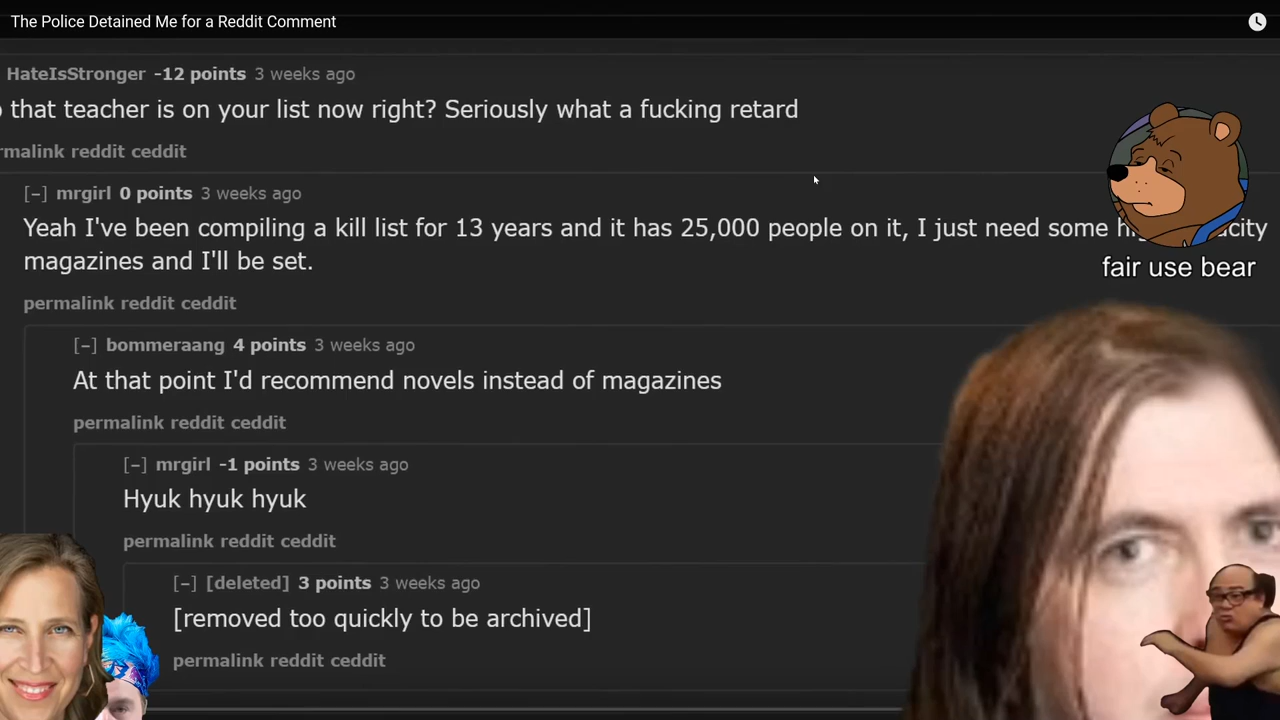 The Police Detained Me for a Reddit Comment
HateIsStronger -12 points 3 weeks ago
that teacher is on your list now right? Seriously what a fucking retard
rmalink reddit ceddit
[–] mrgirl 0 points 3 weeks ago
Yeah I've been compiling a kill list for 13 years and it has 25,000 people on it, I just need some
magazines and I'll be set.
fair use bear
permalink reddit ceddit
[–] bommeraang 4 points 3 weeks ago
At that point I'd recommend novels instead of magazines
permalink reddit ceddit
[–] mrgirl -1 points 3 weeks ago
Hyuk hyuk hyuk
permalink reddit ceddit
[–] [deleted] 3 points 3 weeks ago
[removed too quickly to be archived]
permalink reddit ceddit